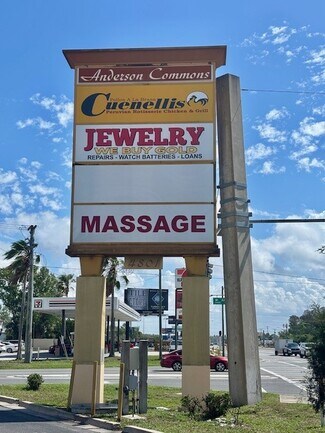 Anderson Commons
Cuenellis
Peruvian Rotisserie Chicken & Grill
JEWELRY
WE BUY GOLD
REPAIRS - WATCH BATTERIES - LOANS
MASSAGE